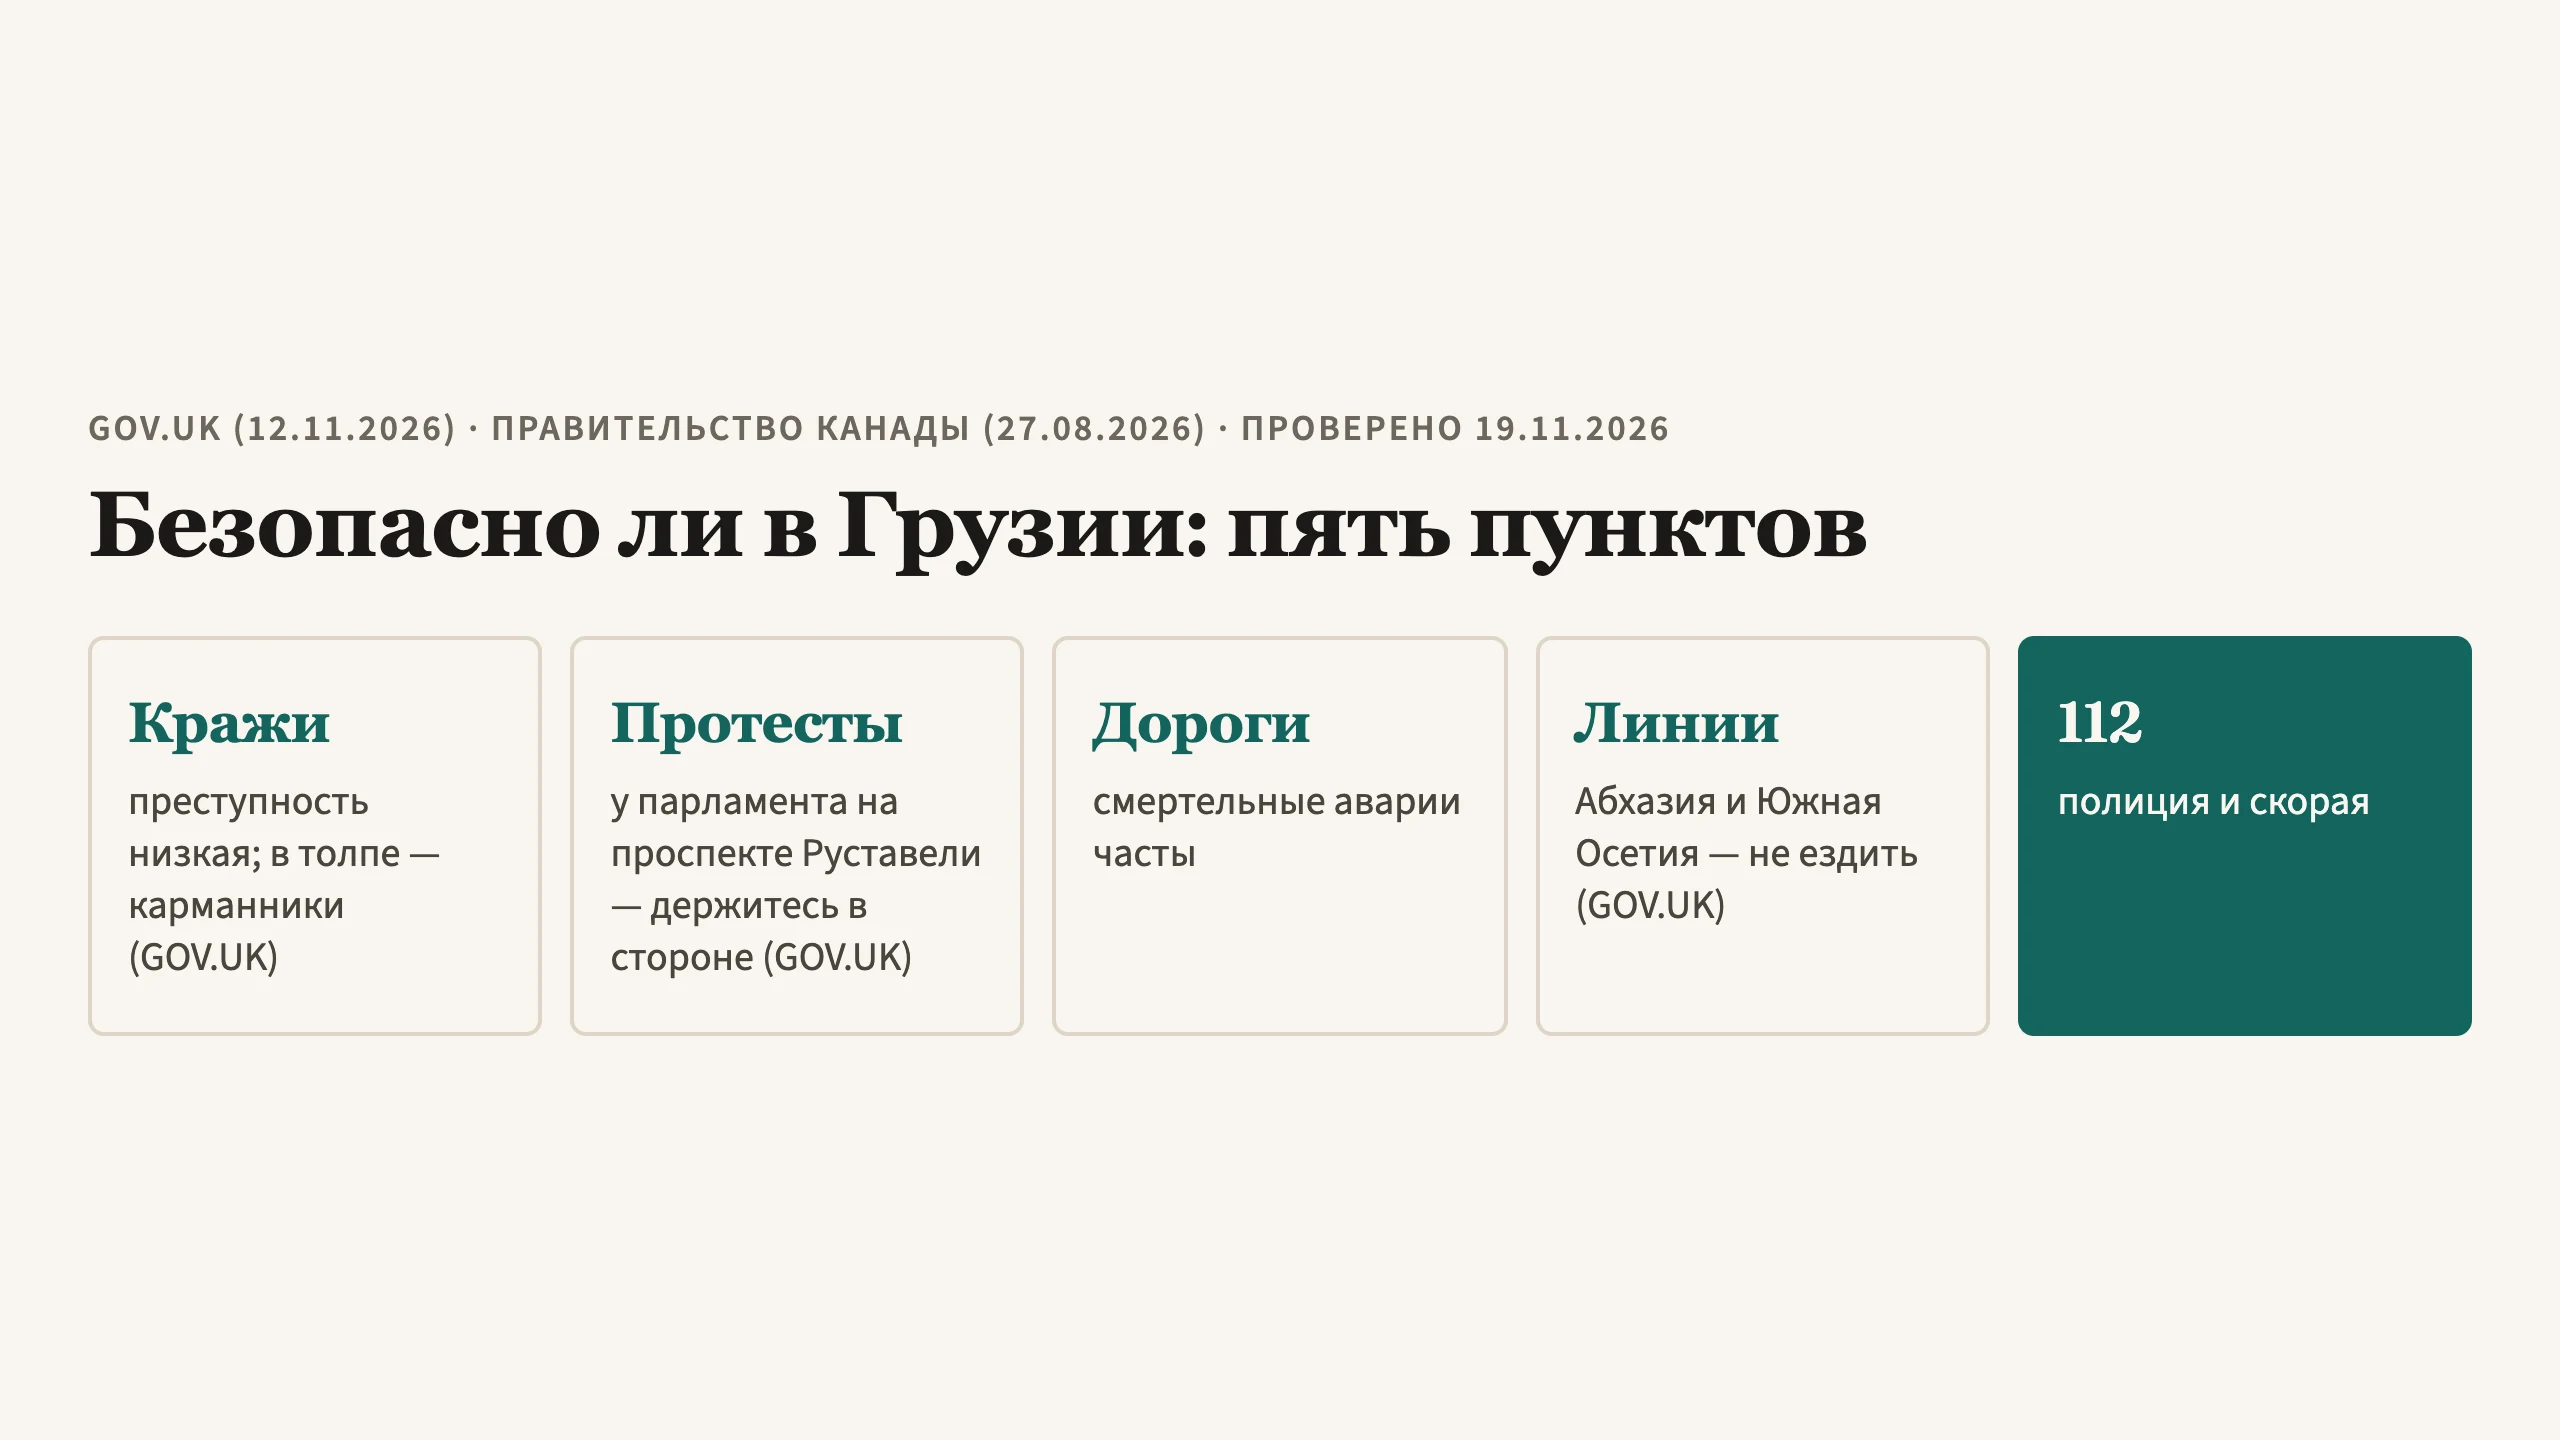 GOV.UK (12.11.2026) · ПРАВИТЕЛЬСТВО КАНАДЫ (27.08.2026) · ПРОВЕРЕНО 19.11.2026
Безопасно ли в Грузии: пять пунктов
Кражи
преступность
низкая; в толпе —
карманники
(GOV.UK)
Протесты
у парламента на
проспекте Руставели
— держитесь в
стороне (GOV.UK)
Дороги
смертельные аварии
часты
Линии
Абхазия и Южная
Осетия — не ездить
(GOV.UK)
112
полиция и скорая